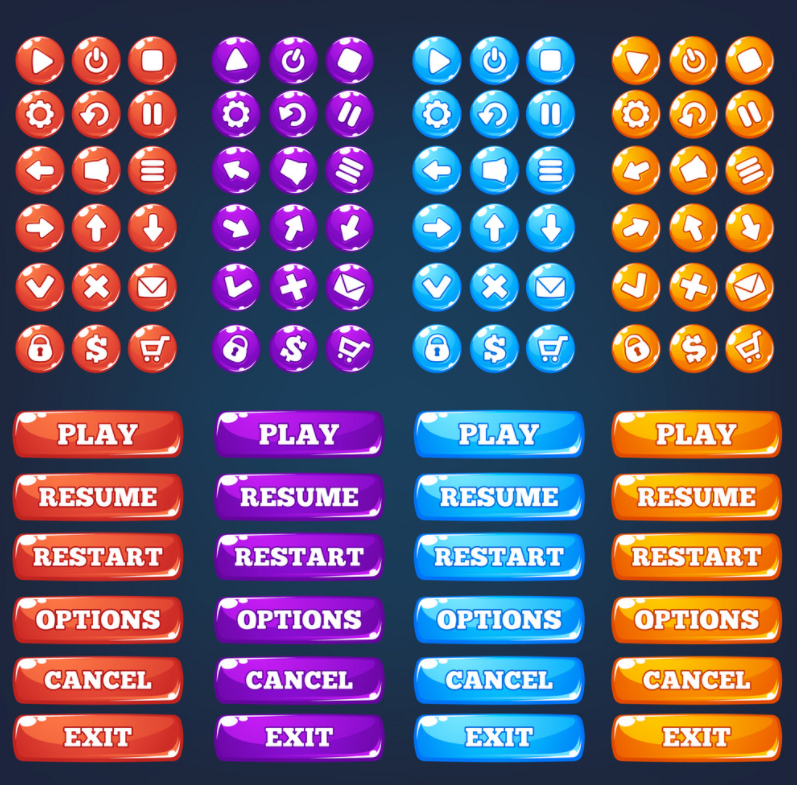 $ $ $ $
PLAY PLAY PLAY PLAY
RESUME RESUME RESUME RESUME
RESTART RESTART RESTART RESTART
OPTIONS OPTIONS OPTIONS OPTIONS
CANCEL CANCEL CANCEL CANCEL
EXIT EXIT EXIT EXIT